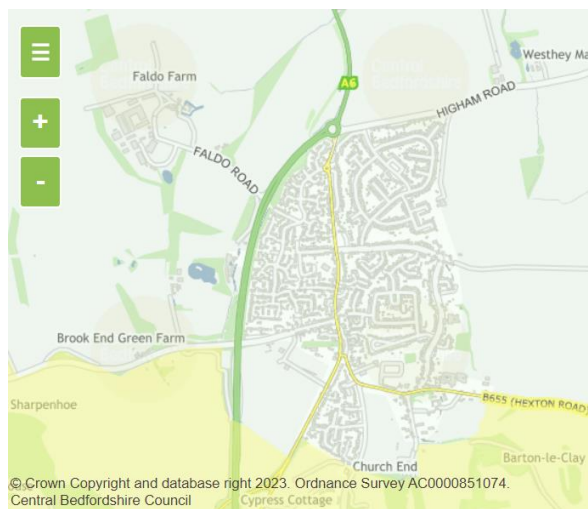 ☰
Faldo Farm
Westhey Ma
A6
HIGHAM ROAD
+
FALDO ROAD
-
Brook End Green Farm
Sharpenhoe
B655 (HEXTON ROAD)
Barton-le-Clay
Church End
© Crown Copyright and database right 2023. Ordnance Survey AC0000851074.
Central Bedfordshire Council
Cypress Cottage